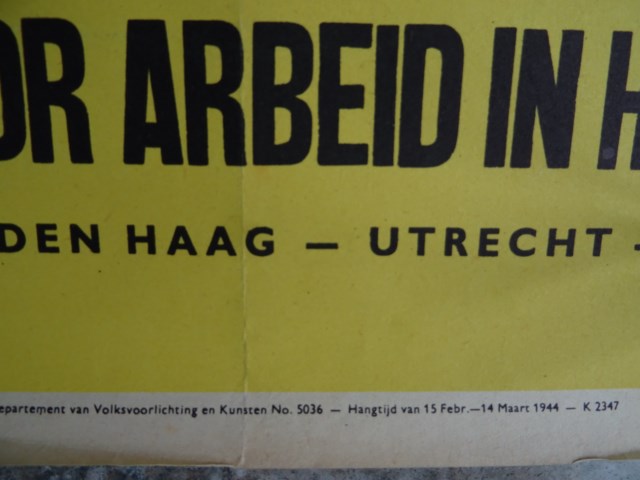 OR ARBEID IN H
DEN HAAG — UTRECHT -
epartement van Volksvoorlichting en Kunsten No. 5036 — Hangtijd van 15 Febr.—14 Maart 1944 — K 2347